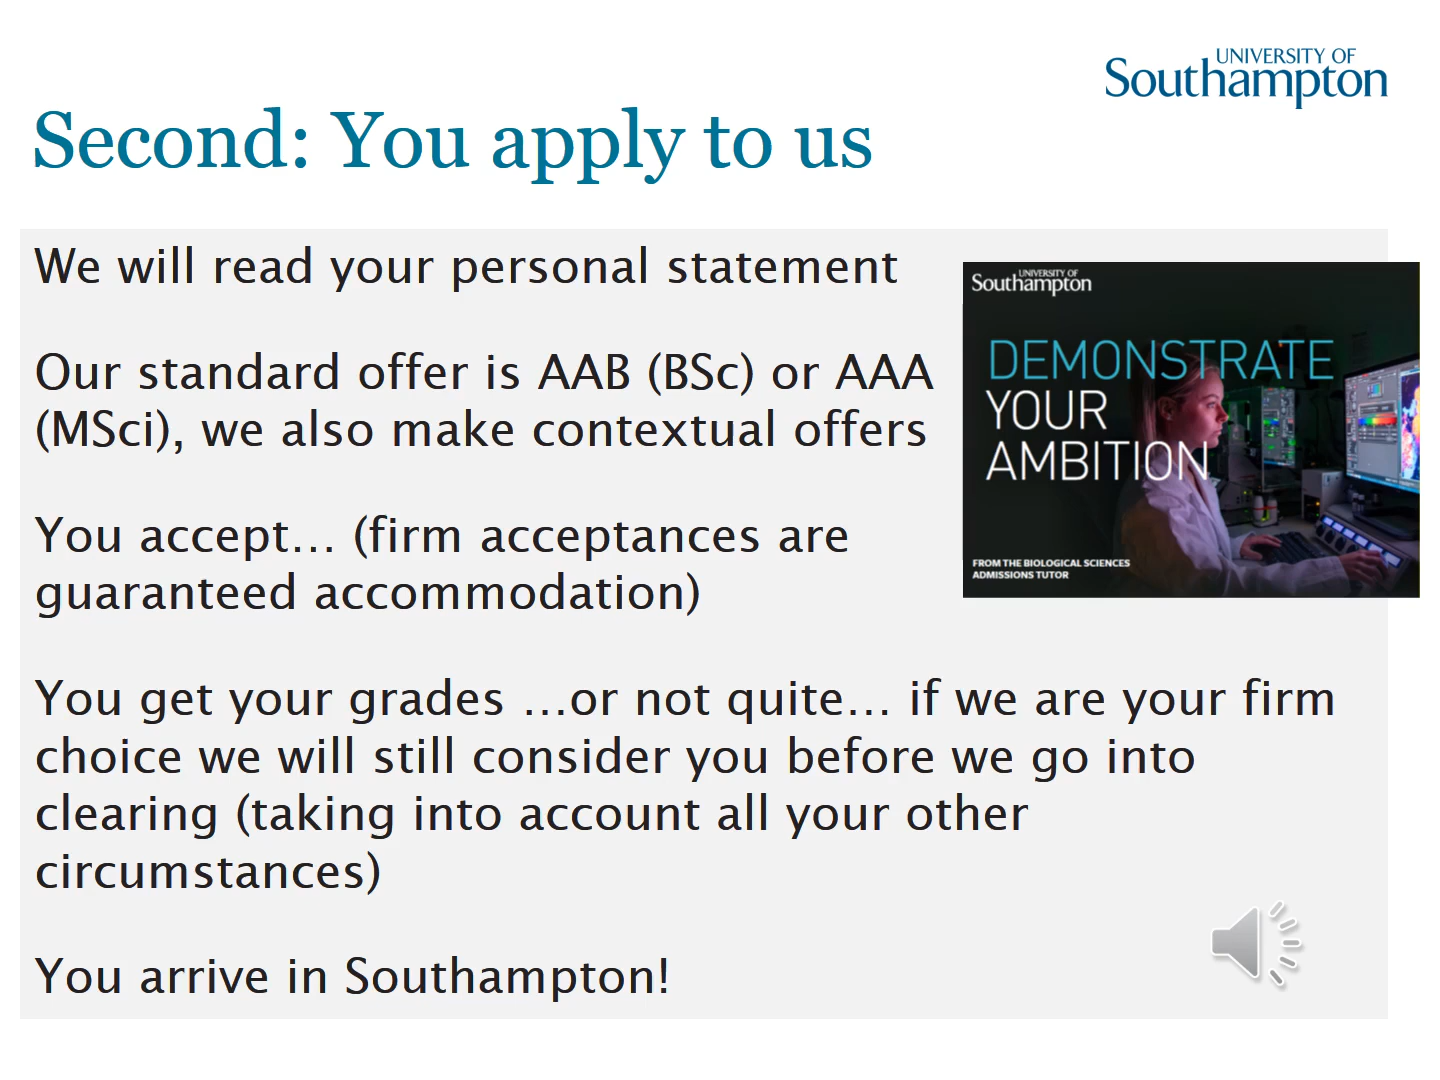 UNIVERSITY OF
Southampton
Second: You apply to us
We will read your personal statement
Our standard offer is AAB (BSc) or AAA
(MSci), we also make contextual offers
You accept… (firm acceptances are
guaranteed accommodation)
You get your grades …or not quite… if we are your firm
choice we will still consider you before we go into
clearing (taking into account all your other
circumstances)
You arrive in Southampton!
UNIVERSITY OF
Southampton
DEMONSTRATE
YOUR
AMBITION
FROM THE BIOLOGICAL SCIENCES
ADMISSIONS TUTOR